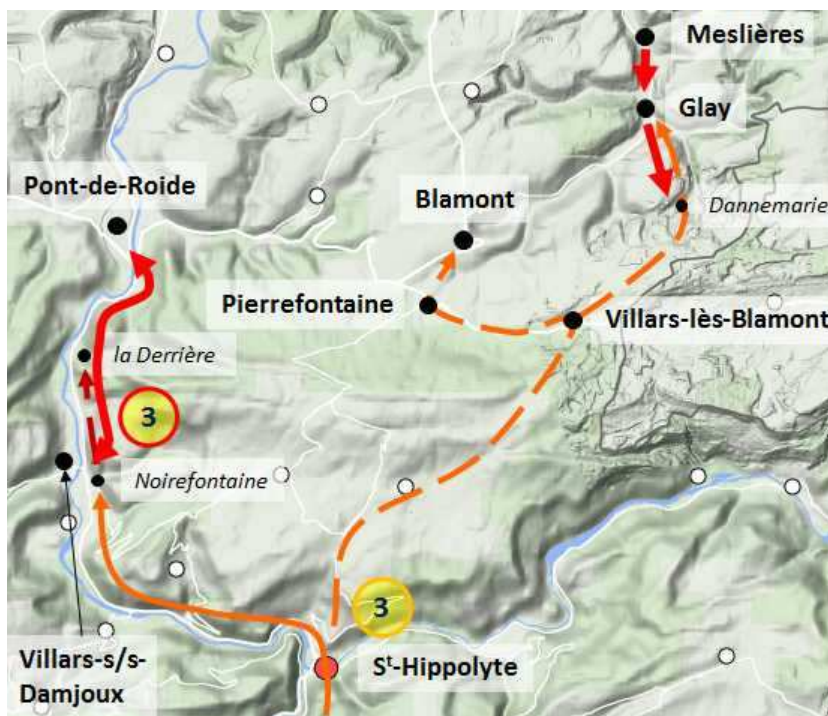 Meslières
Glay
Pont-de-Roide
Blamont
Dannemarie
Pierrefontaine
Villars-lès-Blamont
la Derrière
3
Noirefontaine
3
Villars-s/s-
Damjoux
St-Hippolyte